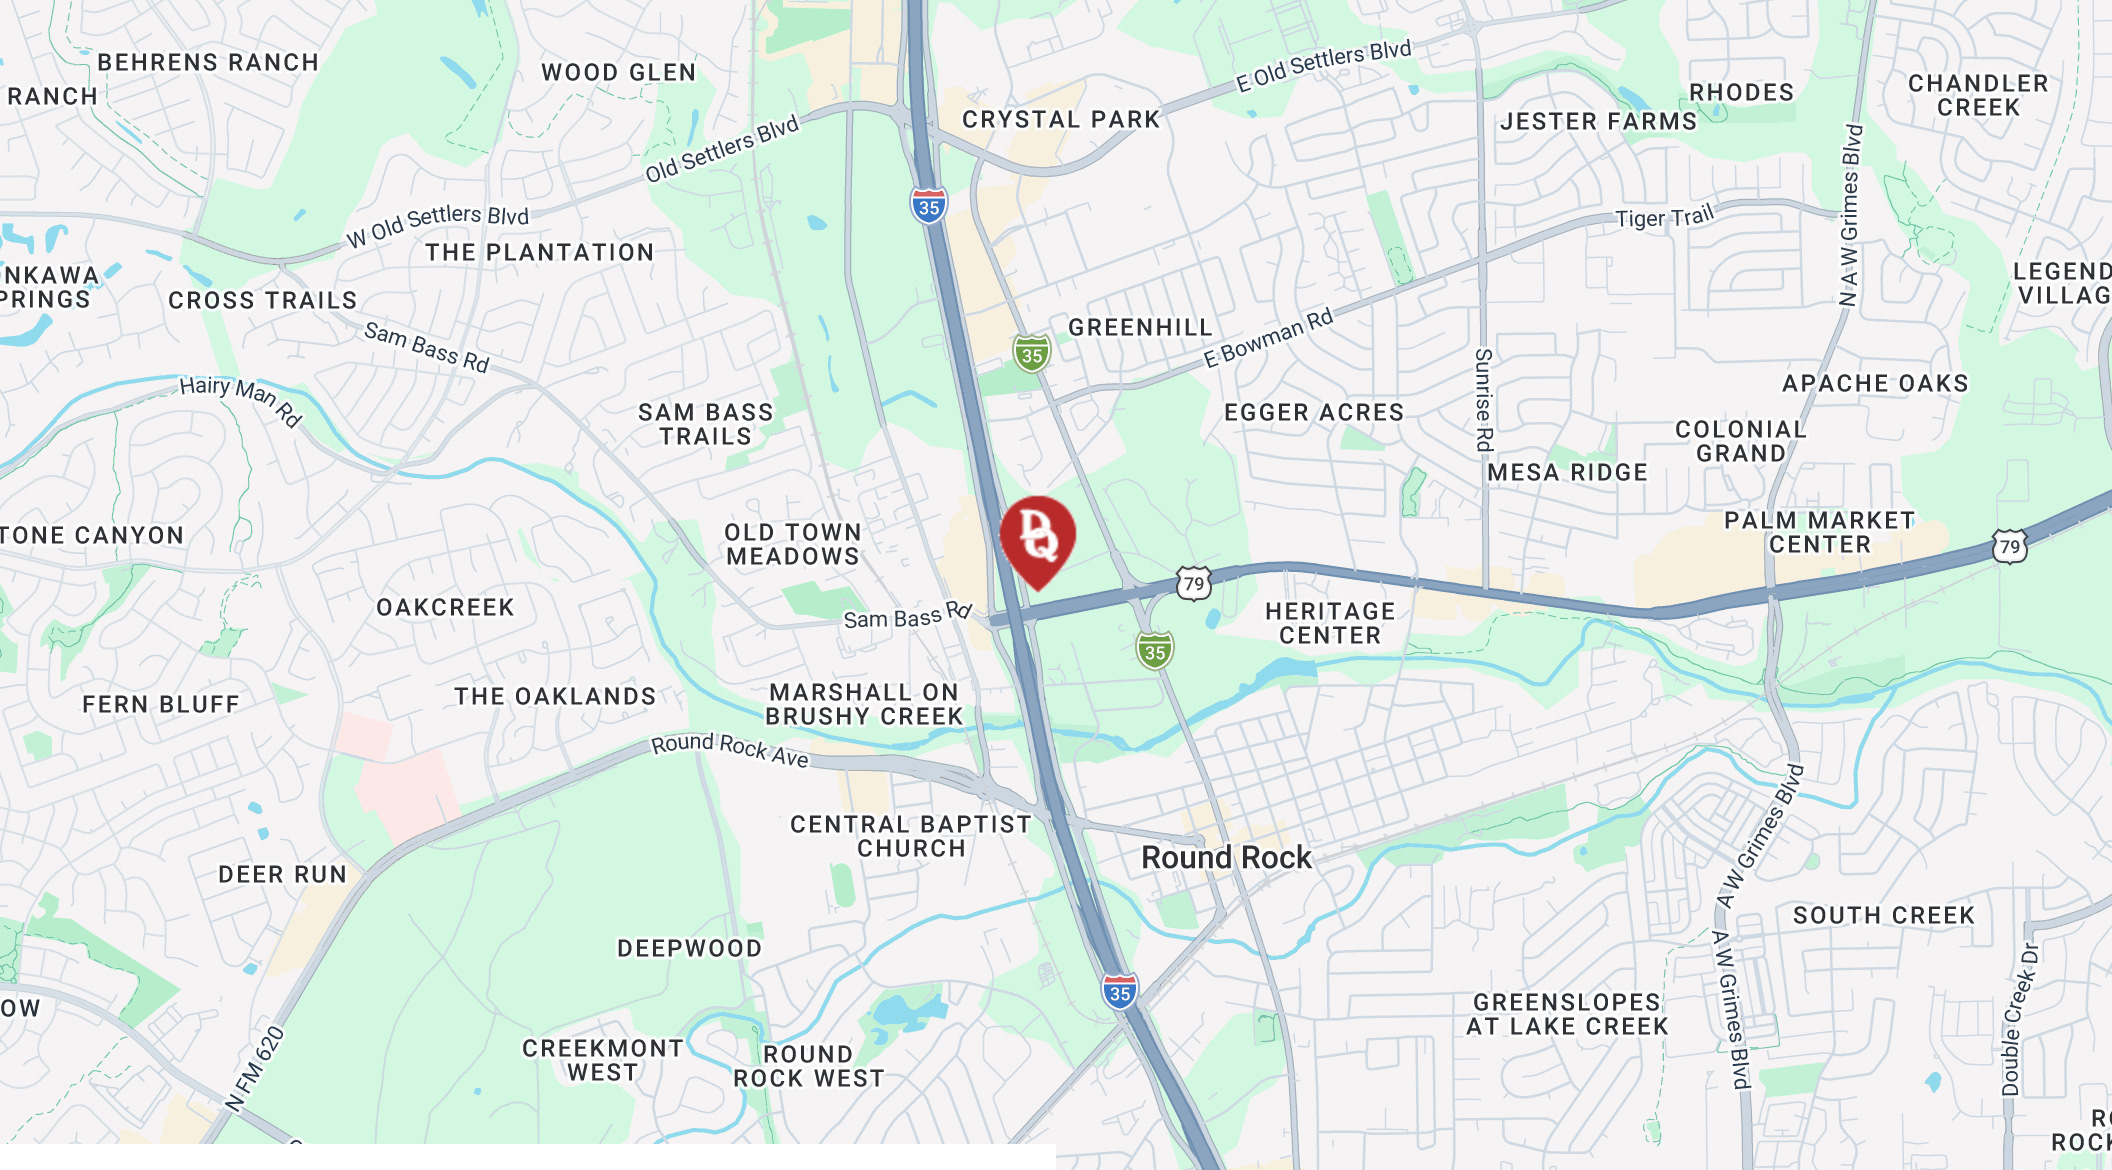 BEHRENS RANCH
RANCH
WOOD GLEN
CRYSTAL PARK
E Old Settlers Blvd
RHODES
JESTER FARMS
CHANDLER
CREEK
Old Settlers Blvd
35
W Old Settlers Blvd
THE PLANTATION
Tiger Trail
N A W Grimes Blvd
ONKAWA
PRINGS
CROSS TRAILS
LEGEND
VILLAG
Sam Bass Rd
GREENHILL
35
E Bowman Rd
Sunrise Rd
APACHE OAKS
Hairy Man Rd
SAM BASS
TRAILS
EGGER ACRES
COLONIAL
GRAND
MESA RIDGE
TONE CANYON
OLD TOWN
MEADOWS
DQ
PALM MARKET
CENTER
79
79
OAKCREEK
Sam Bass Rd
HERITAGE
CENTER
35
FERN BLUFF
THE OAKLANDS
MARSHALL ON
BRUSHY CREEK
Round Rock Ave
CENTRAL BAPTIST
CHURCH
Round Rock
A W Grimes Blvd
DEER RUN
SOUTH CREEK
DEEPWOOD
A W Grimes Blvd
35
OW
GREENSLOPES
AT LAKE CREEK
Double Creek Dr
N FM 620
CREEKMONT
WEST
ROUND
ROCK WEST
ROCK